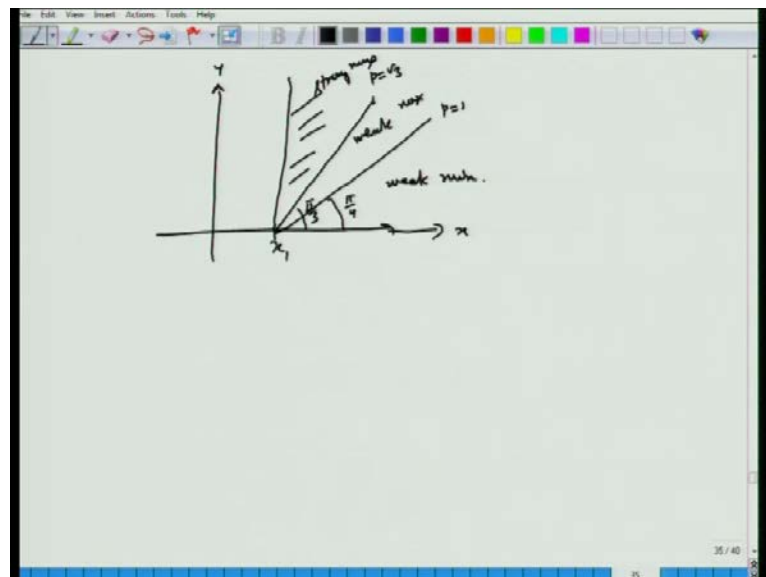 File Edit View Insert Actions Tools Help
B I
Y
strong max
p=√3
weak max
p=1
weak min.
π/3
π/4
x₁
x
35 / 40
35